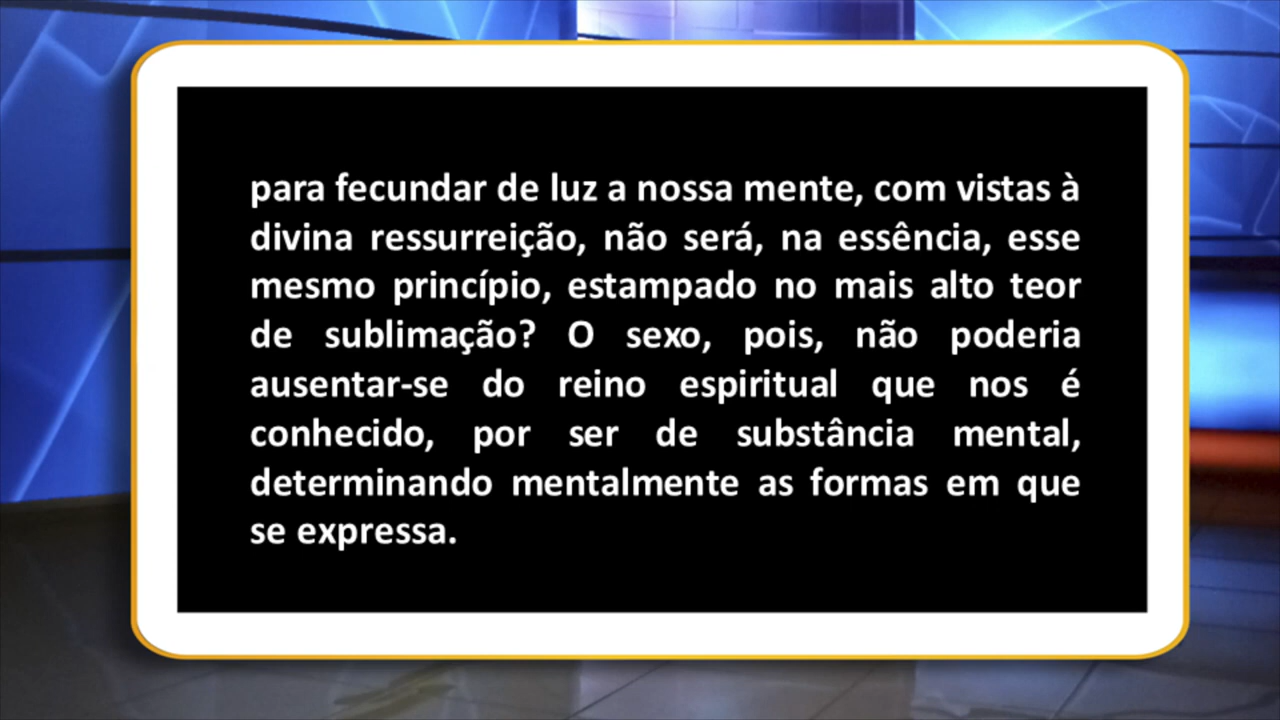 para fecundar de luz a nossa mente, com vistas à
divina ressurreição, não será, na essência, esse
mesmo princípio, estampado no mais alto teor
de sublimação? O sexo, pois, não poderia
ausentar-se do reino espiritual que nos é
conhecido, por ser de substância mental,
determinando mentalmente as formas em que
se expressa.